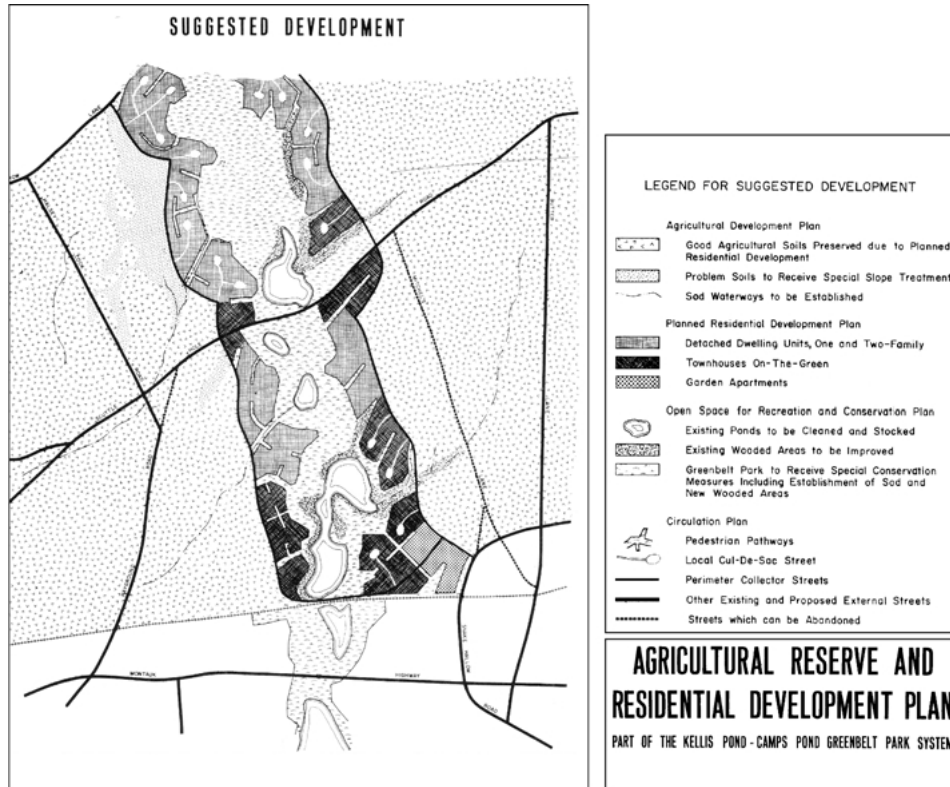 SUGGESTED DEVELOPMENT
LANE
MONTAUK
HIGHWAY
ROAD
LEGEND FOR SUGGESTED DEVELOPMENT
Agricultural Development Plan
Good Agricultural Soils Preserved due to Planned
Residential Development
Problem Soils to Receive Special Slope Treatment
Sod Waterways to be Established
Planned Residential Development Plan
Detached Dwelling Units, One and Two-Family
Townhouses On-The-Green
Garden Apartments
Open Space for Recreation and Conservation Plan
Existing Ponds to be Cleaned and Stocked
Existing Wooded Areas to be Improved
Greenbelt Park to Receive Special Conservation
Measures Including Establishment of Sod and
New Wooded Areas
Circulation Plan
Pedestrian Pathways
Local Cul-De-Sac Street
Perimeter Collector Streets
Other Existing and Proposed External Streets
Streets which can be Abandoned
AGRICULTURAL RESERVE AND
RESIDENTIAL DEVELOPMENT PLAN
PART OF THE KELLIS POND - CAMPS POND GREENBELT PARK SYSTEM